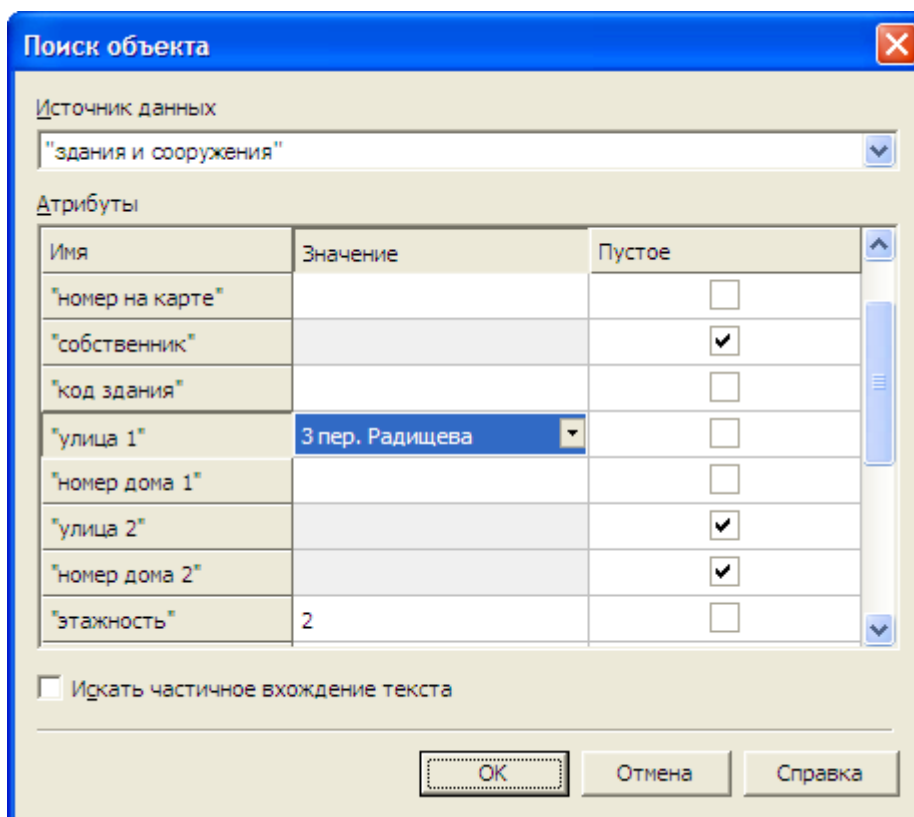 Поиск объекта
Источник данных
"здания и сооружения"
Атрибуты
Имя Значение Пустое
"номер на карте"
"собственник"
"код здания"
"улица 1" 3 пер. Радищева
"номер дома 1"
"улица 2"
"номер дома 2"
"этажность" 2
Искать частичное вхождение текста
OK Отмена Справка